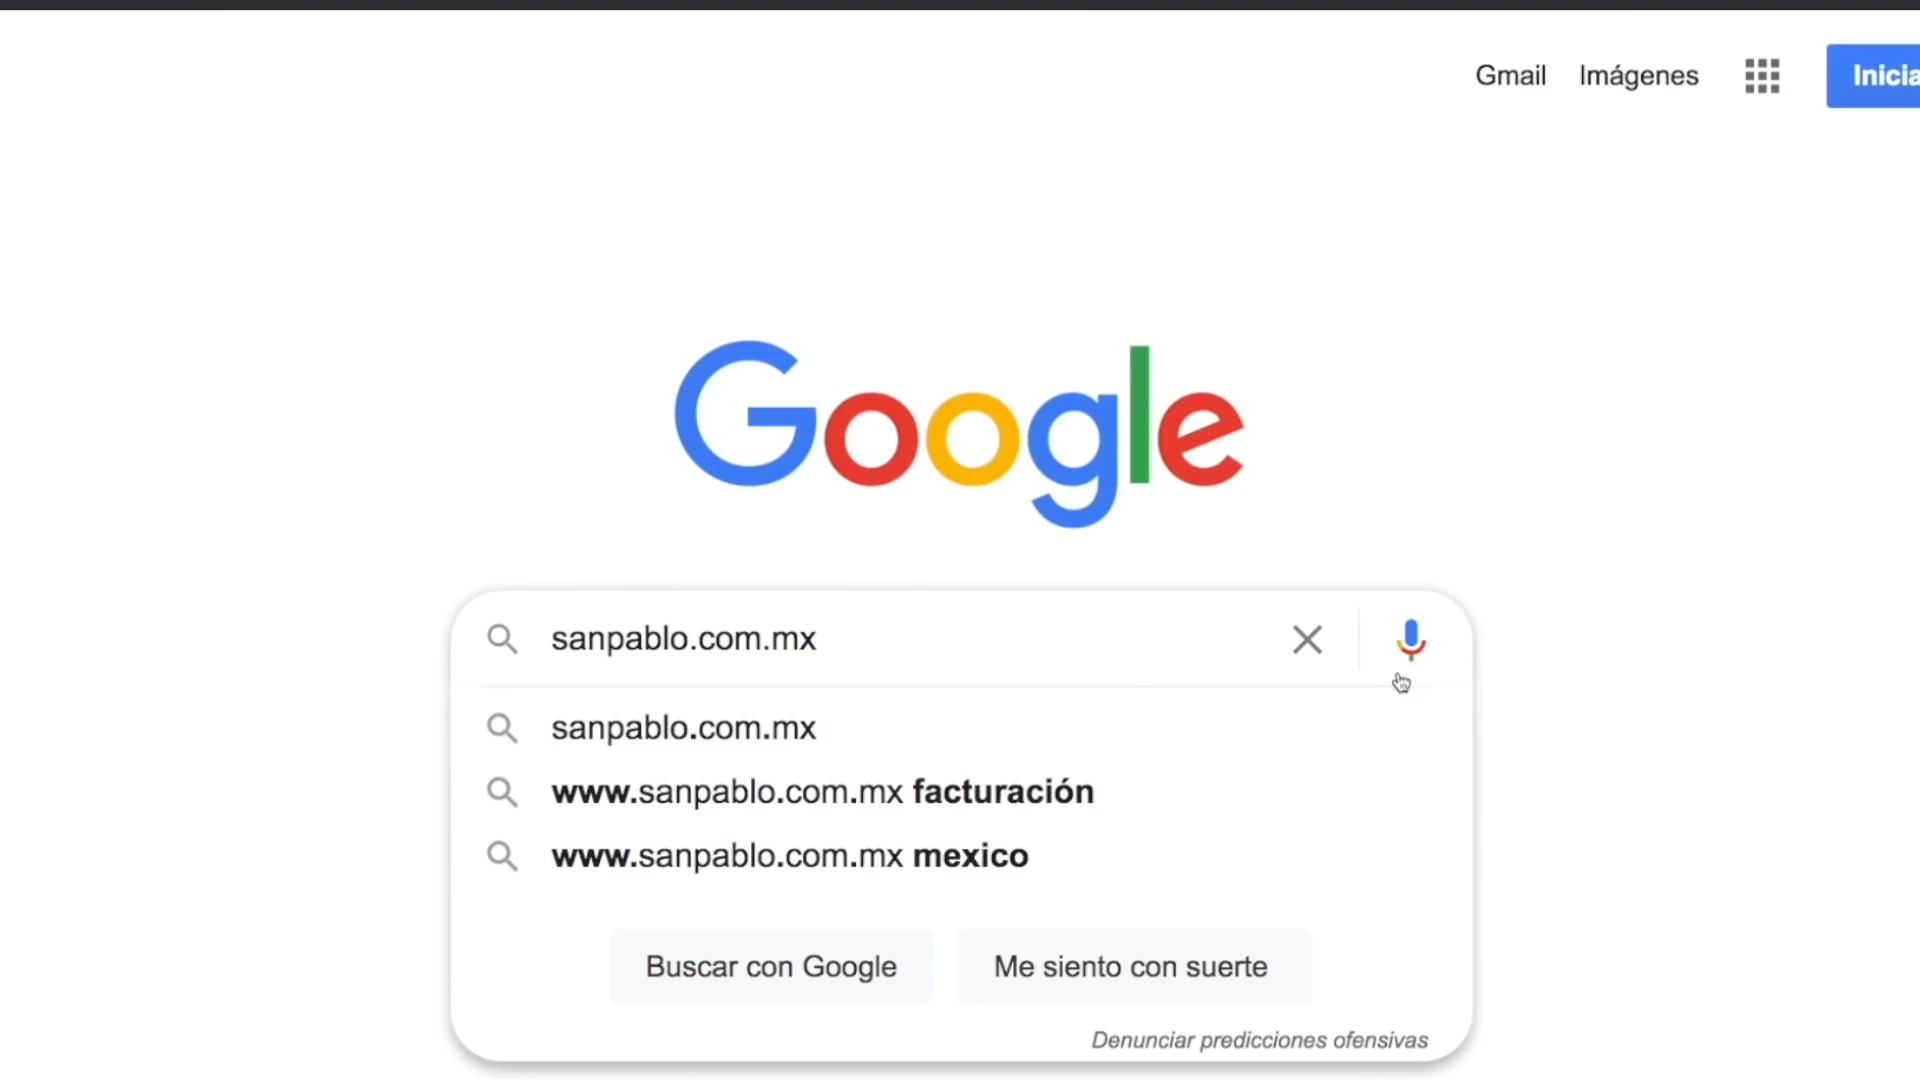 Gmail Imágenes Inicia
Google
sanpablo.com.mx
sanpablo.com.mx
www.sanpablo.com.mx facturación
www.sanpablo.com.mx mexico
Buscar con Google Me siento con suerte
Denunciar predicciones ofensivas